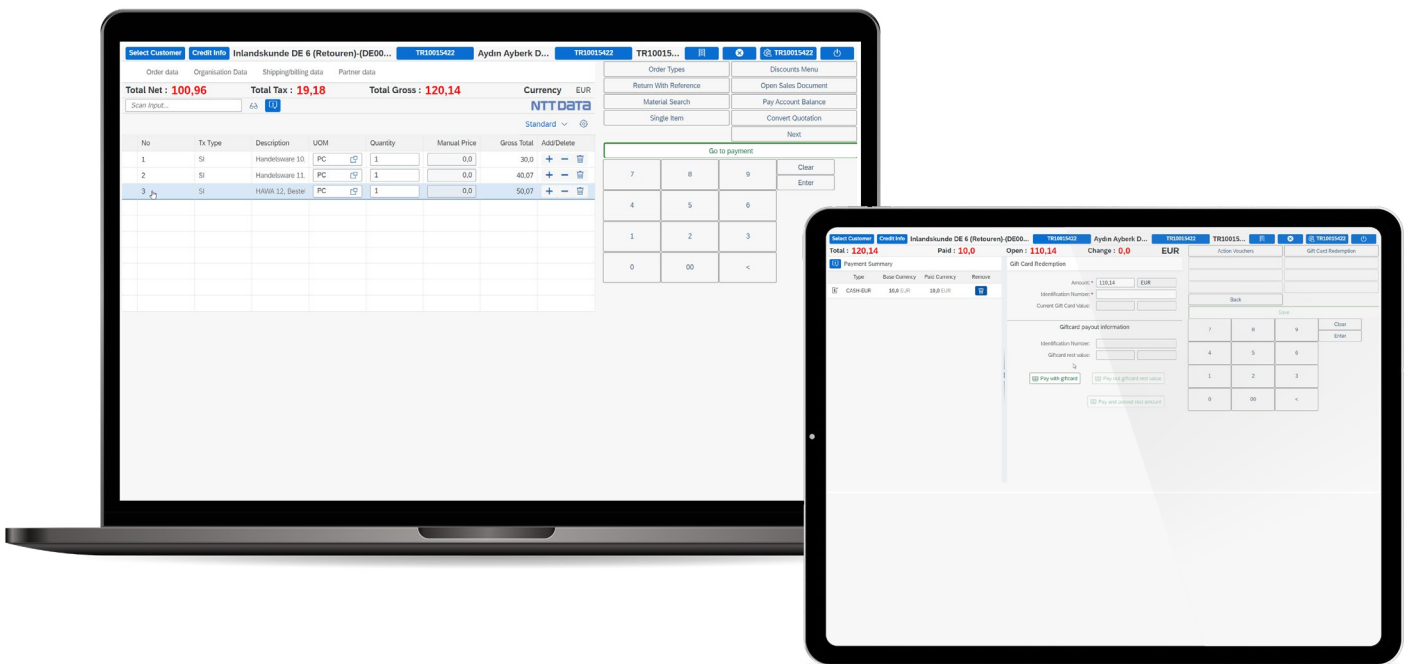 Select Customer Credit Info Inlandskunde DE 6 (Retouren)-(DE00... TR10015422 Aydın Ayberk D... TR10015422 TR10015... TR10015422
Order data Organisation Data Shipping/billing data Partner data
Total Net : 100,96 Total Tax : 19,18 Total Gross : 120,14 Currency EUR
Scan Input...
NTT DATA
Standard
No Tx Type Description UOM Quantity Manual Price Gross Total Add/Delete
1 SI Handelsware 10, PC 1 0,0 30,0 + −
2 SI Handelsware 11, PC 1 0,0 40,07 + −
3 SI HAWA 12, Bestel PC 1 0,0 50,07 + −
Order Types Discounts Menu
Return With Reference Open Sales Document
Material Search Pay Account Balance
Single Item Convert Quotation
Next
Go to payment
7 8 9 Clear
Enter
4 5 6
1 2 3
0 00 <
Select Customer Credit Info Inlandskunde DE 6 (Retouren)-(DE00... TR10015422 Aydın Ayberk D... TR10015422 TR10015... TR10015422
Total : 120,14 Paid : 10,0 Open : 110,14 Change : 0,0 EUR
Payment Summary
Type Base Currency Paid Currency Remove
CASH-EUR 10,0 EUR 10,0 EUR
Gift Card Redemption
Amount:* 110,14 EUR
Identification Number:*
Current Gift Card Value:
Giftcard payout information
Identification Number:
Giftcard rest value:
Pay with giftcard Pay out giftcard rest value
Pay and payout rest amount
Action Vouchers Gift Card Redemption
Back
Save
7 8 9 Clear
Enter
4 5 6
1 2 3
0 00 <